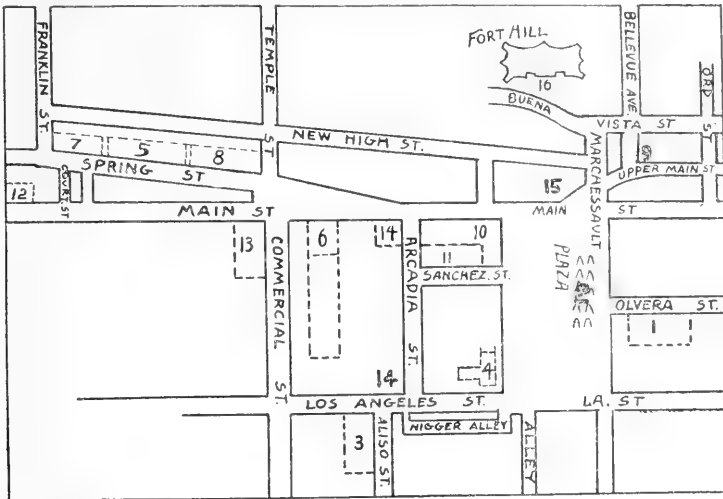 FRANKLIN ST.
TEMPLE ST
FORT HILL
16
BUENA
VISTA ST
BELLEVUE AVE.
ORD ST
NEW HIGH ST.
7
5
8
SPRING ST
COURT ST
12
MAIN ST
15
MAIN ST
MARCHESSAULT
UPPER MAIN ST
13
COMMERCIAL ST.
6
14
ARCADIA ST.
10
11
SANCHEZ. ST.
PLAZA
OLVERA ST.
1
4
14
LOS ANGELES ST.
LA. ST
3
ALISO ST.
NIGGER ALLEY
ALLEY